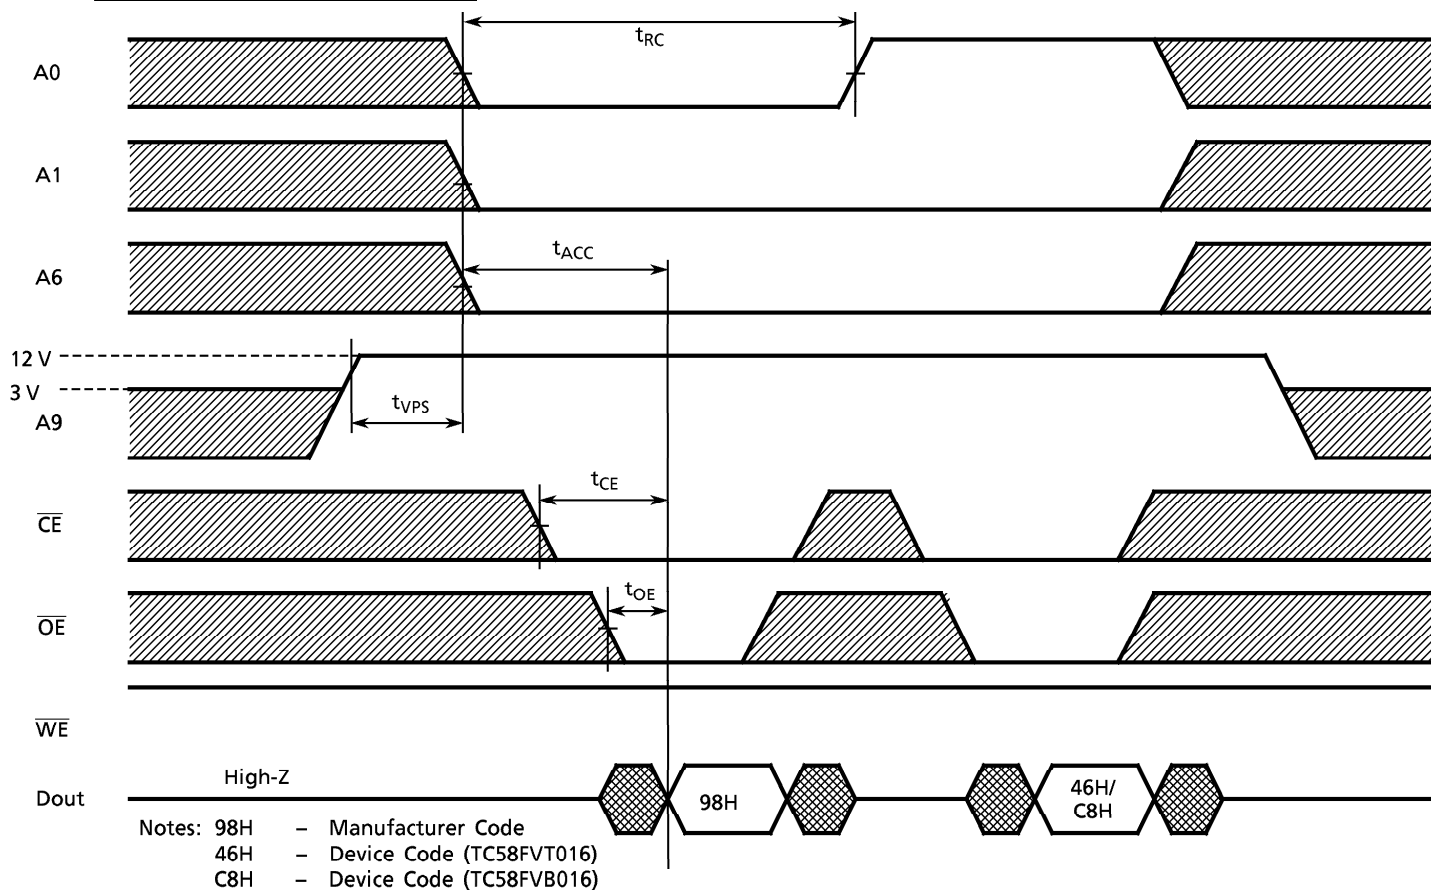 tRC
A0
A1
tACC
A6
12 V
3 V
tVPS
A9
tCE
CE
tOE
OE
WE
High-Z
Dout
98H
46H/
C8H
Notes: 98H – Manufacturer Code
46H – Device Code (TC58FVT016)
C8H – Device Code (TC58FVB016)